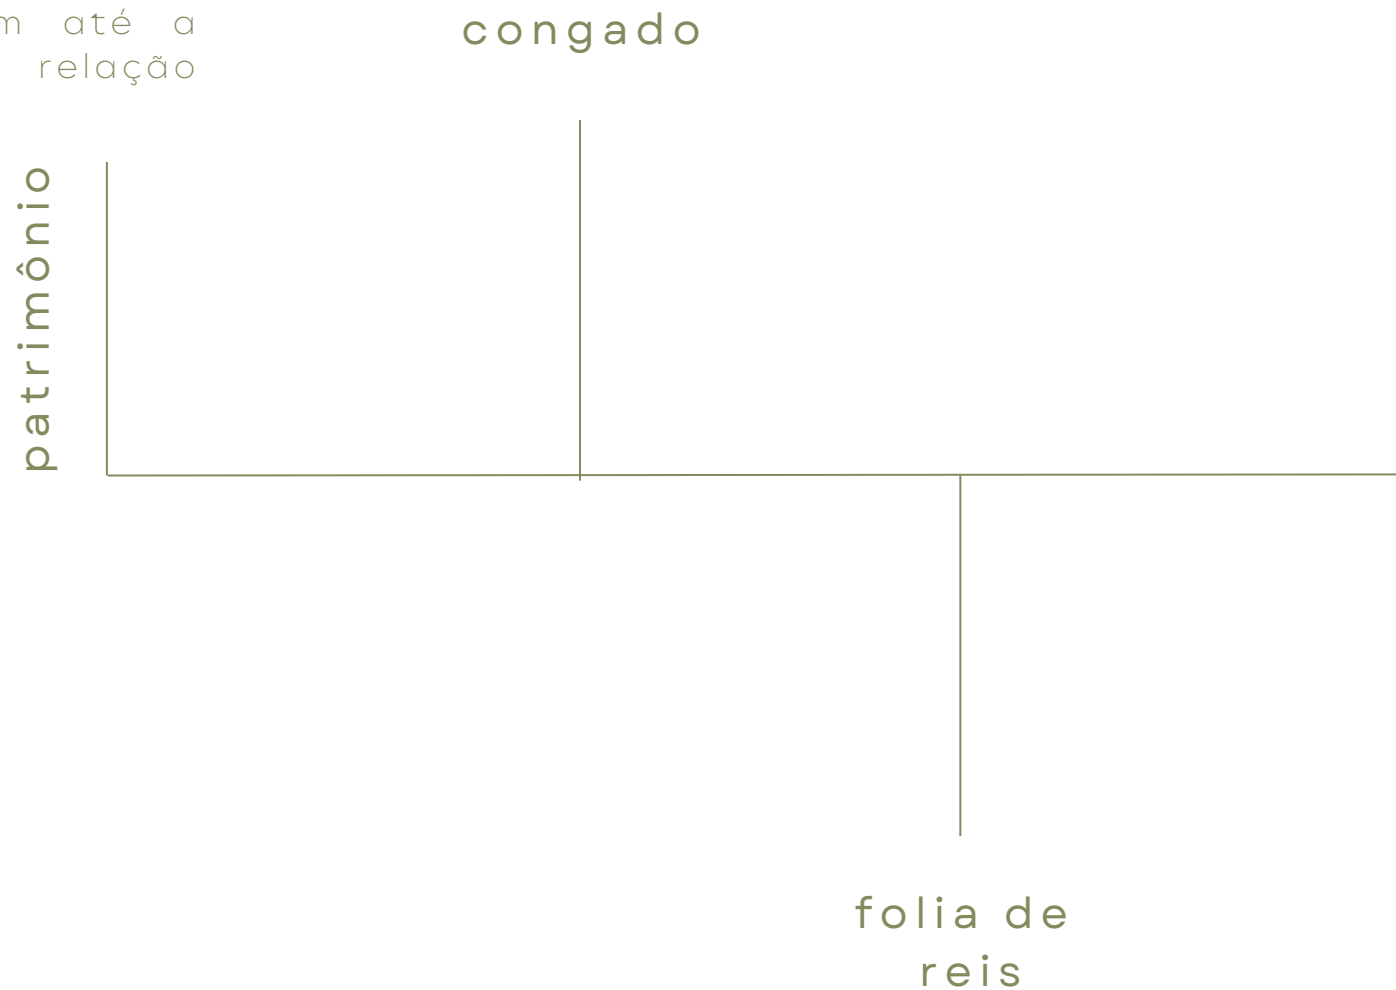 m até a
relação
congado
patrimônio
folia de
reis